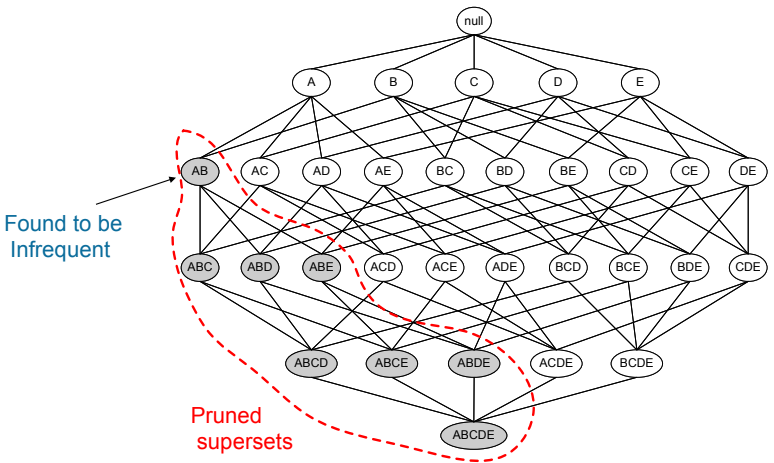 null
A B C D E
AB AC AD AE BC BD BE CD CE DE
Found to be
Infrequent
ABC ABD ABE ACD ACE ADE BCD BCE BDE CDE
ABCD ABCE ABDE ACDE BCDE
Pruned
supersets
ABCDE